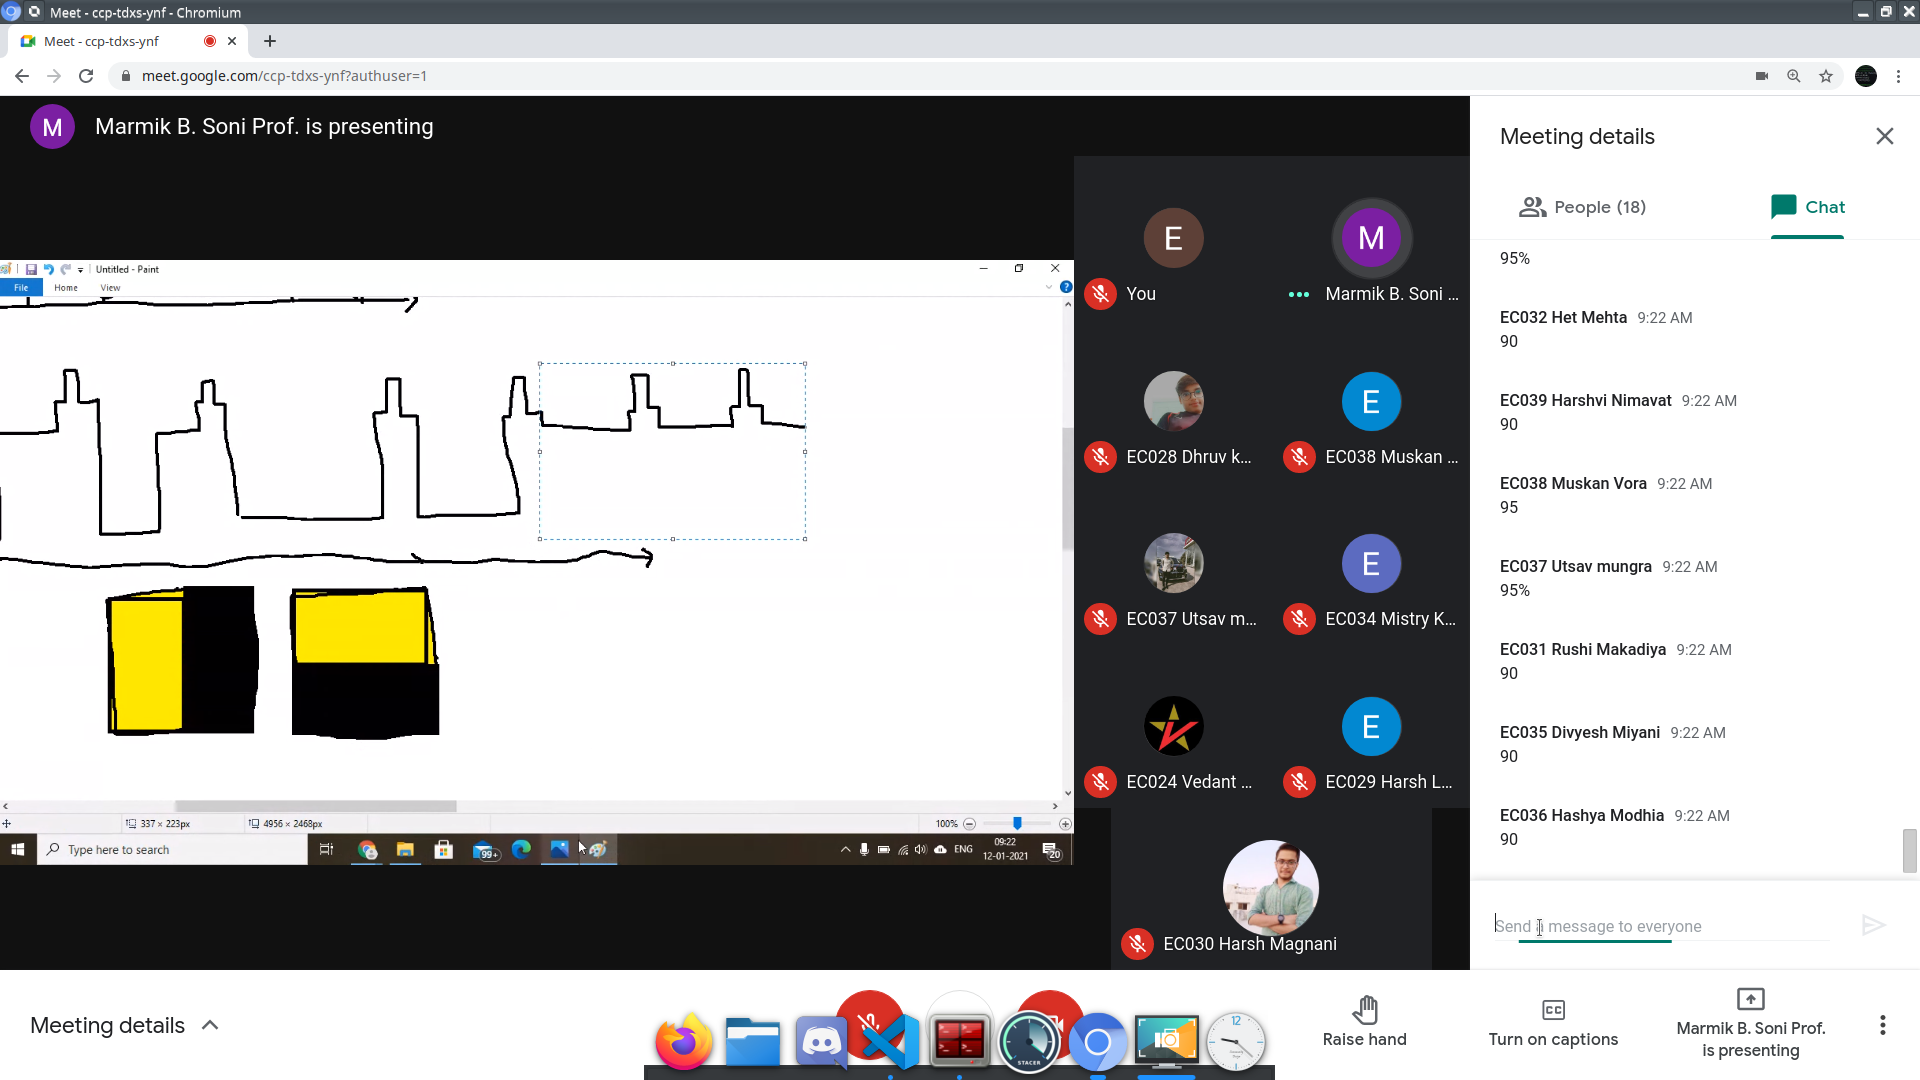 Meet - ccp-tdxs-ynf - Chromium
Meet - ccp-tdxs-ynf
meet.google.com/ccp-tdxs-ynf?authuser=1
M
Marmik B. Soni Prof. is presenting
Untitled - Paint
File Home View
337 × 223px
4956 × 2468px
100%
Type here to search
99+
ENG
09:22
12-01-2021
20
E
You
M
Marmik B. Soni ...
EC028 Dhruv k...
E
EC038 Muskan ...
EC037 Utsav m...
E
EC034 Mistry K...
EC024 Vedant ...
E
EC029 Harsh L...
EC030 Harsh Magnani
Meeting details
People (18)
Chat
95%
EC032 Het Mehta 9:22 AM
90
EC039 Harshvi Nimavat 9:22 AM
90
EC038 Muskan Vora 9:22 AM
95
EC037 Utsav mungra 9:22 AM
95%
EC031 Rushi Makadiya 9:22 AM
90
EC035 Divyesh Miyani 9:22 AM
90
EC036 Hashya Modhia 9:22 AM
90
Send a message to everyone
Meeting details
STACER
12
Raise hand
Turn on captions
Marmik B. Soni Prof.
is presenting